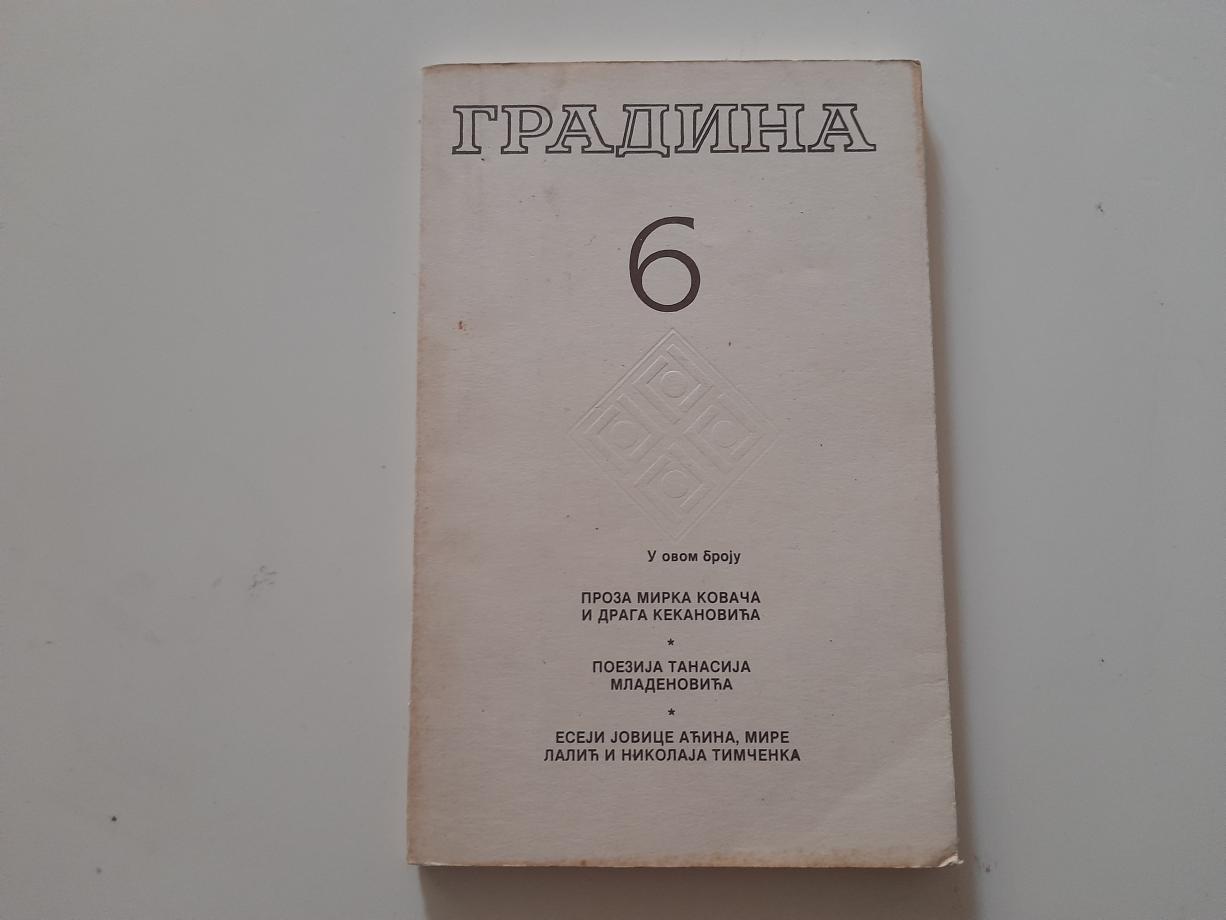 ГРАДИНА
6
У овом броју
ПРОЗА МИРКА КОВАЧА
И ДРАГА КЕКАНОВИЋА
*
ПОЕЗИЈА ТАНАСИЈА
МЛАДЕНОВИЋА
*
ЕСЕЈИ ЈОВИЦЕ АЋИНА, МИРЕ
ЛАЛИЋ И НИКОЛАЈА ТИМЧЕНКА